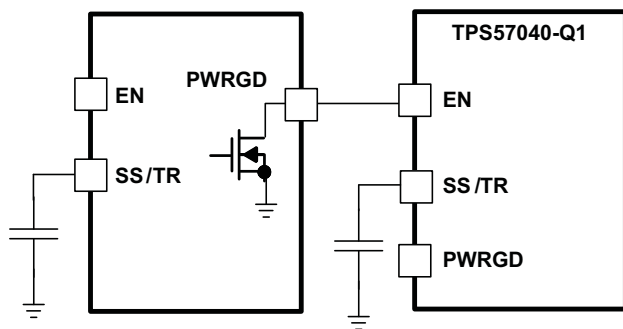 TPS57040-Q1
PWRGD
EN
EN
SS/TR
SS/TR
PWRGD